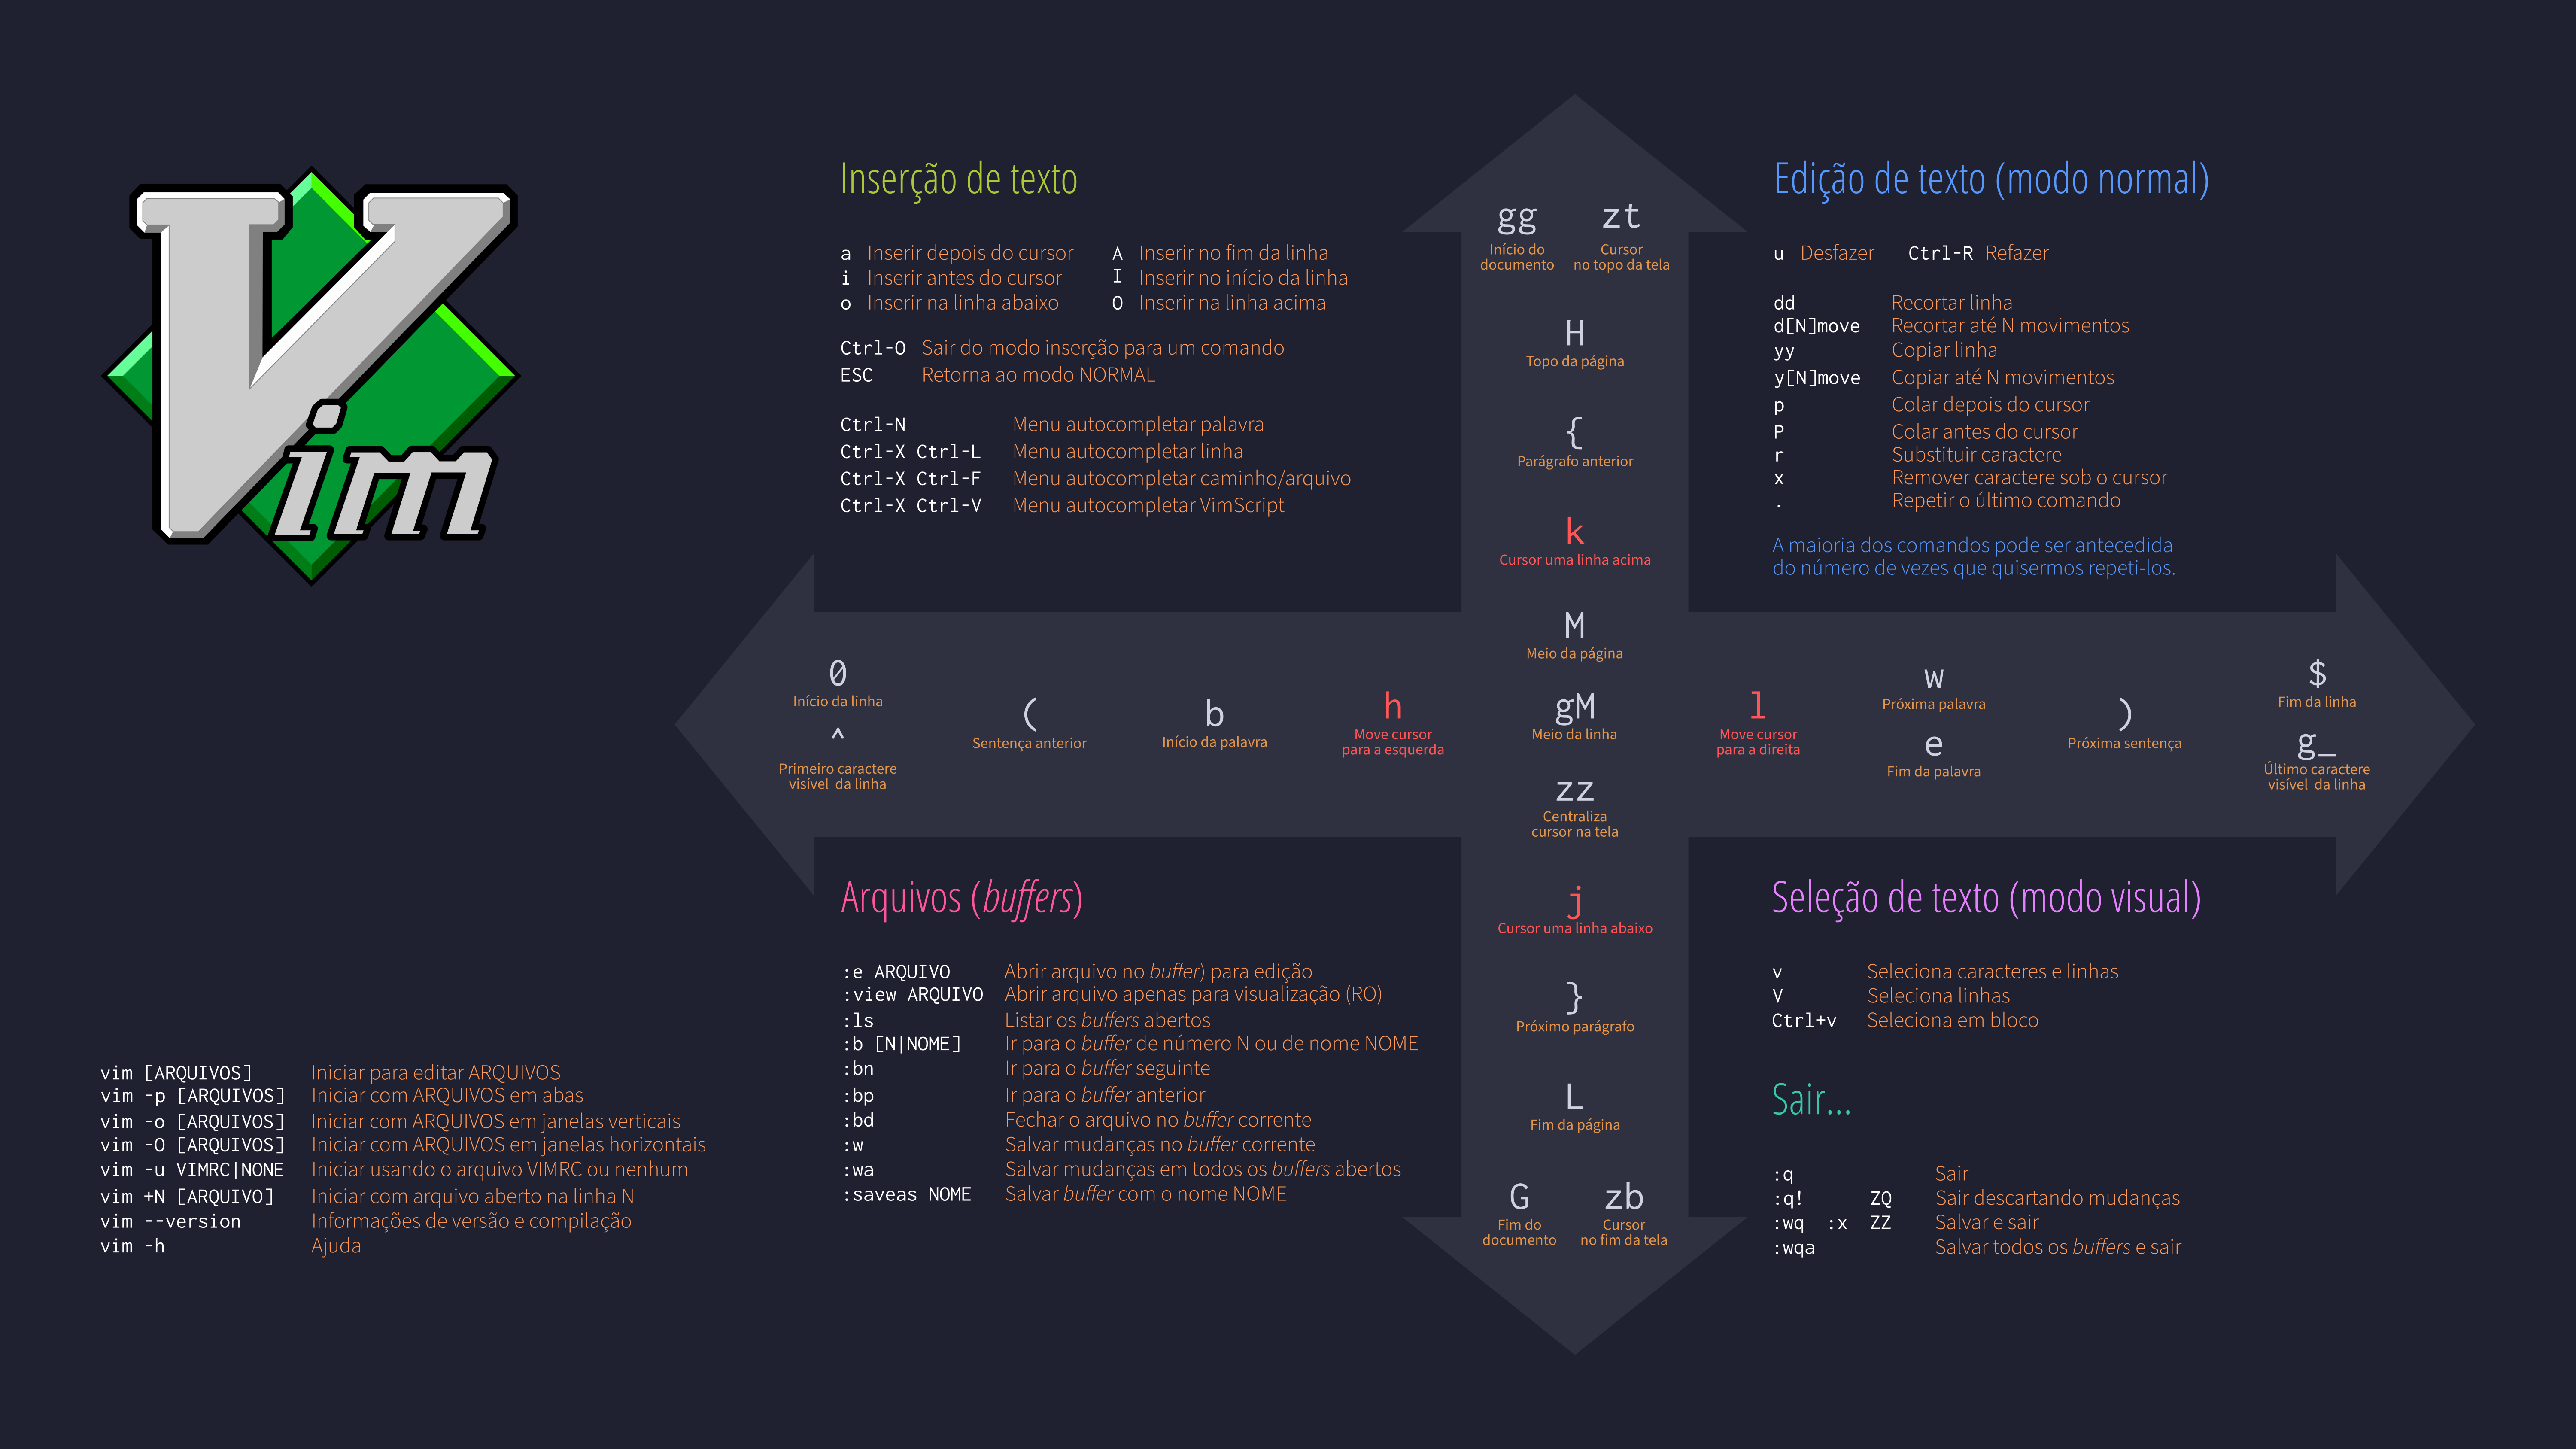 Vim
Inserção de texto
a Inserir depois do cursor A Inserir no fim da linha
i Inserir antes do cursor I Inserir no início da linha
o Inserir na linha abaixo O Inserir na linha acima
Ctrl-O Sair do modo inserção para um comando
ESC Retorna ao modo NORMAL
Ctrl-N Menu autocompletar palavra
Ctrl-X Ctrl-L Menu autocompletar linha
Ctrl-X Ctrl-F Menu autocompletar caminho/arquivo
Ctrl-X Ctrl-V Menu autocompletar VimScript
Edição de texto (modo normal)
u Desfazer Ctrl-R Refazer
dd Recortar linha
d[N]move Recortar até N movimentos
yy Copiar linha
y[N]move Copiar até N movimentos
p Colar depois do cursor
P Colar antes do cursor
r Substituir caractere
x Remover caractere sob o cursor
. Repetir o último comando
A maioria dos comandos pode ser antecedida
do número de vezes que quisermos repeti-los.
gg zt
Início do Cursor
documento no topo da tela
H
Topo da página
{
Parágrafo anterior
k
Cursor uma linha acima
M
Meio da página
0
Início da linha
^
Primeiro caractere
visível da linha
(
Sentença anterior
b
Início da palavra
h
Move cursor
para a esquerda
gM
Meio da linha
l
Move cursor
para a direita
w
Próxima palavra
e
Fim da palavra
)
Próxima sentença
$
Fim da linha
g_
Último caractere
visível da linha
zz
Centraliza
cursor na tela
j
Cursor uma linha abaixo
}
Próximo parágrafo
L
Fim da página
G zb
Fim do Cursor
documento no fim da tela
Arquivos (buffers)
:e ARQUIVO Abrir arquivo no buffer) para edição
:view ARQUIVO Abrir arquivo apenas para visualização (RO)
:ls Listar os buffers abertos
:b [N|NOME] Ir para o buffer de número N ou de nome NOME
:bn Ir para o buffer seguinte
:bp Ir para o buffer anterior
:bd Fechar o arquivo no buffer corrente
:w Salvar mudanças no buffer corrente
:wa Salvar mudanças em todos os buffers abertos
:saveas NOME Salvar buffer com o nome NOME
Seleção de texto (modo visual)
v Seleciona caracteres e linhas
V Seleciona linhas
Ctrl+v Seleciona em bloco
Sair...
:q Sair
:q! ZQ Sair descartando mudanças
:wq :x ZZ Salvar e sair
:wqa Salvar todos os buffers e sair
vim [ARQUIVOS] Iniciar para editar ARQUIVOS
vim -p [ARQUIVOS] Iniciar com ARQUIVOS em abas
vim -o [ARQUIVOS] Iniciar com ARQUIVOS em janelas verticais
vim -O [ARQUIVOS] Iniciar com ARQUIVOS em janelas horizontais
vim -u VIMRC|NONE Iniciar usando o arquivo VIMRC ou nenhum
vim +N [ARQUIVO] Iniciar com arquivo aberto na linha N
vim --version Informações de versão e compilação
vim -h Ajuda